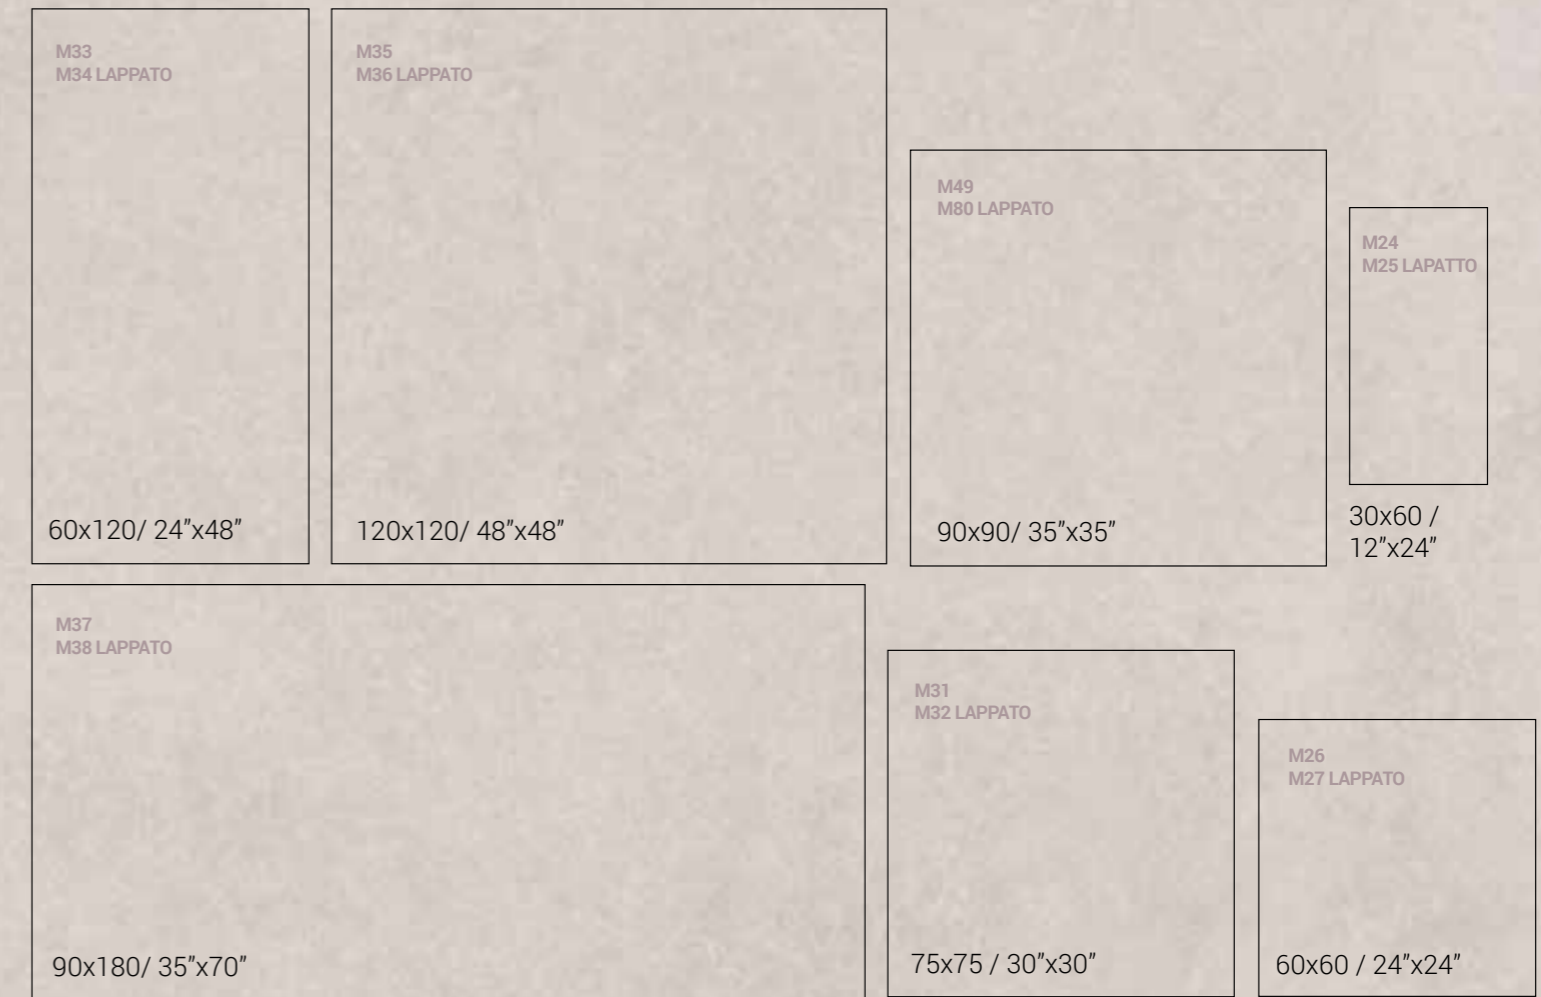 M33
M34 LAPPATO
60x120/ 24”x48”
M35
M36 LAPPATO
120x120/ 48”x48”
M49
M80 LAPPATO
90x90/ 35”x35”
M24
M25 LAPATTO
30x60 /
12”x24”
M37
M38 LAPPATO
90x180/ 35”x70”
M31
M32 LAPPATO
75x75 / 30”x30”
M26
M27 LAPPATO
60x60 / 24”x24”